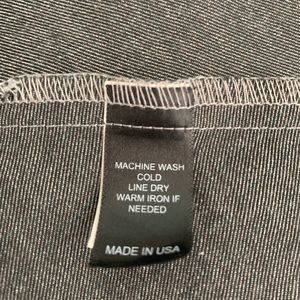 MACHINE WASH
COLD
LINE DRY
WARM IRON IF
NEEDED
MADE IN USA